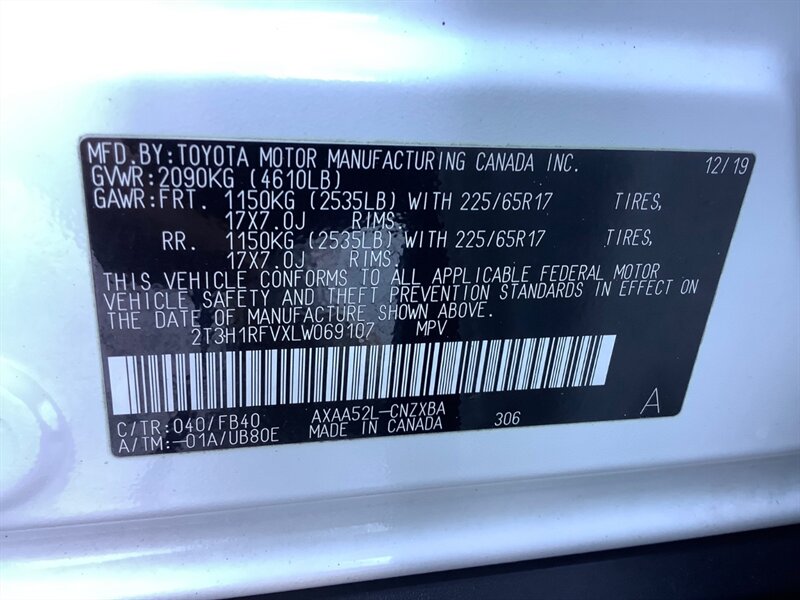 MFD.BY:TOYOTA MOTOR MANUFACTURING CANADA INC. 12/19
GVWR:2090KG (4610LB)
GAWR:FRT. 1150KG (2535LB) WITH 225/65R17 TIRES,
17X7.0J RIMS,
RR. 1150KG (2535LB) WITH 225/65R17 TIRES,
17X7.0J RIMS.
THIS VEHICLE CONFORMS TO ALL APPLICABLE FEDERAL MOTOR
VEHICLE SAFETY AND THEFT PREVENTION STANDARDS IN EFFECT ON
THE DATE OF MANUFACTURE SHOWN ABOVE.
2T3H1RFVXLW069107 MPV
C/TR:040/FB40 AXAA52L-CNZXBA A
A/TM:-01A/UB80E MADE IN CANADA 306